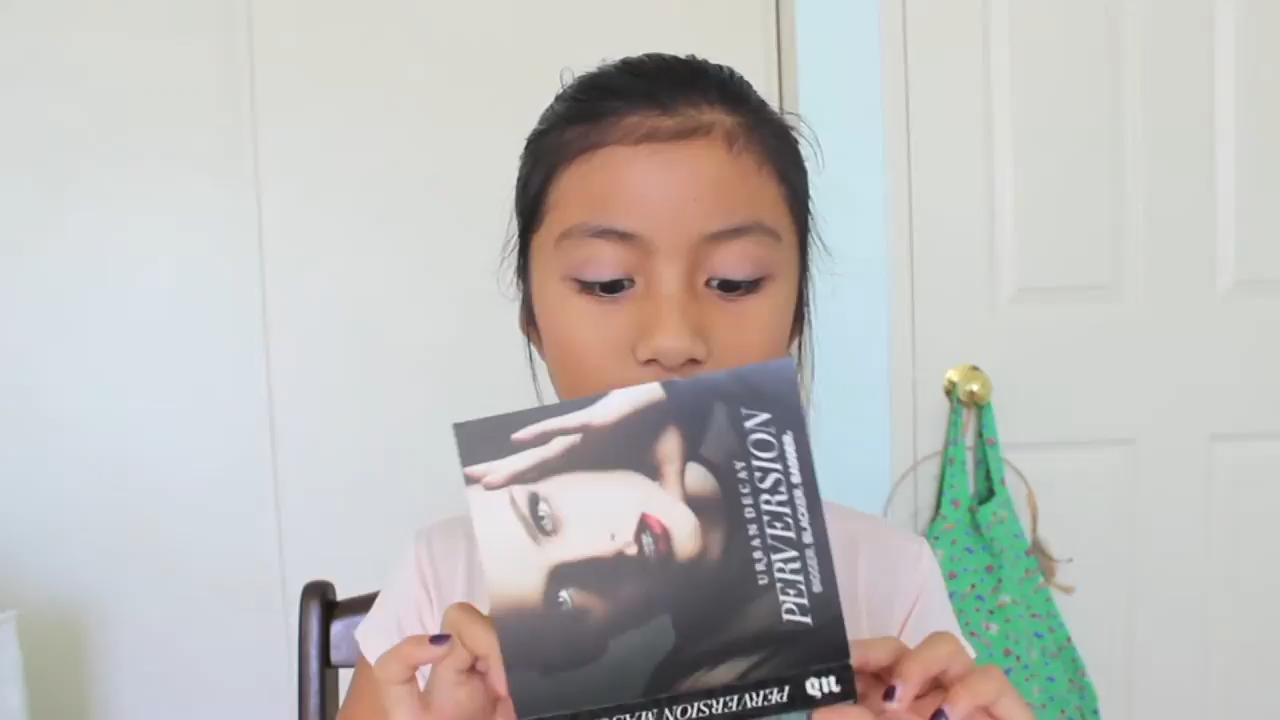 URBAN DECAY
PERVERSION
BIGGER. BLACKER. BADDER.
UD
PERVERSION